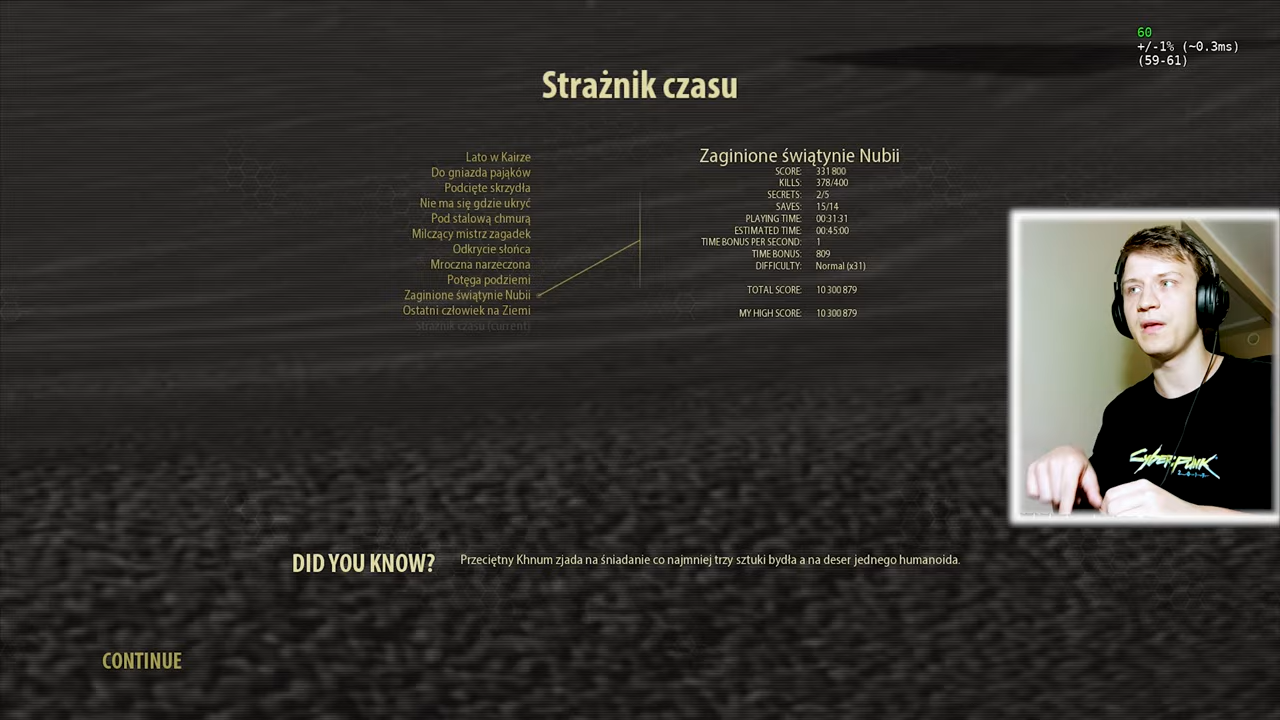 60
+/-1% (~0.3ms)
(59-61)
Strażnik czasu
Lato w Kairze
Do gniazda pająków
Podcięte skrzydła
Nie ma się gdzie ukryć
Pod stalową chmurą
Milczący mistrz zagadek
Odkrycie słońca
Mroczna narzeczona
Potęga podziemi
Zaginione świątynie Nubii
Ostatni człowiek na Ziemi
Strażnik czasu (current)
Zaginione świątynie Nubii
SCORE: 331 800
KILLS: 378/400
SECRETS: 2/5
SAVES: 15/14
PLAYING TIME: 00:31:31
ESTIMATED TIME: 00:45:00
TIME BONUS PER SECOND: 1
TIME BONUS: 809
DIFFICULTY: Normal (x31)
TOTAL SCORE: 10 300 879
MY HIGH SCORE: 10 300 879
CYBERPUNK
2077
DID YOU KNOW? Przeciętny Khnum zjada na śniadanie co najmniej trzy sztuki bydła a na deser jednego humanoida.
CONTINUE